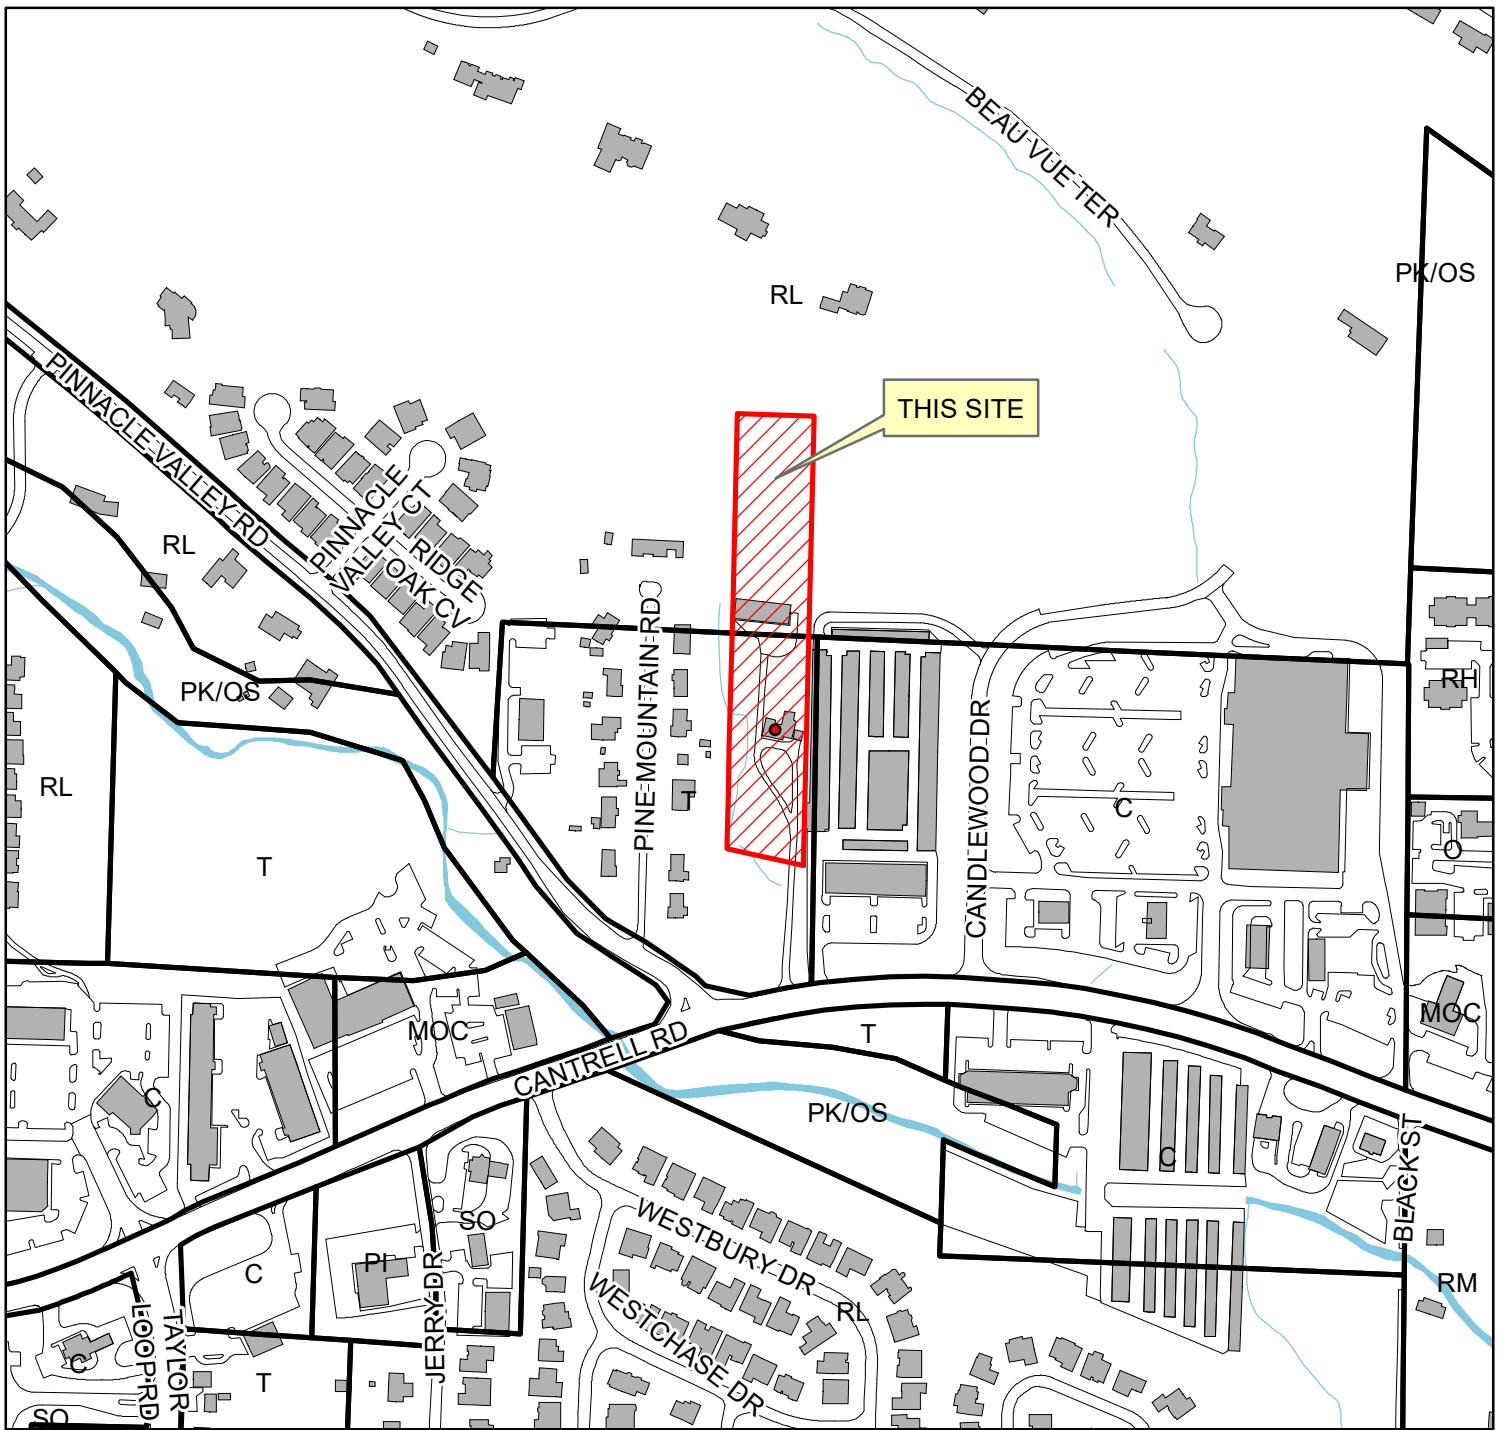 BEAU VUE TER
PK/OS
RL
THIS SITE
PINNACLE VALLEY RD
PINNACLE
VALLEY CT
RIDGE
OAK CV
RL
PINE MOUNTAIN RD
PK/OS
RH
CANDLEWOOD DR
RL
T
C
O
T
MOC
T
MOC
CANTRELL RD
C
PK/OS
C
BLACK ST
SO
WESTBURY DR
C
PI
JERRY DR
RM
WESTCHASE DR
RL
LOOP RD
TAYLOR
C
T
SO